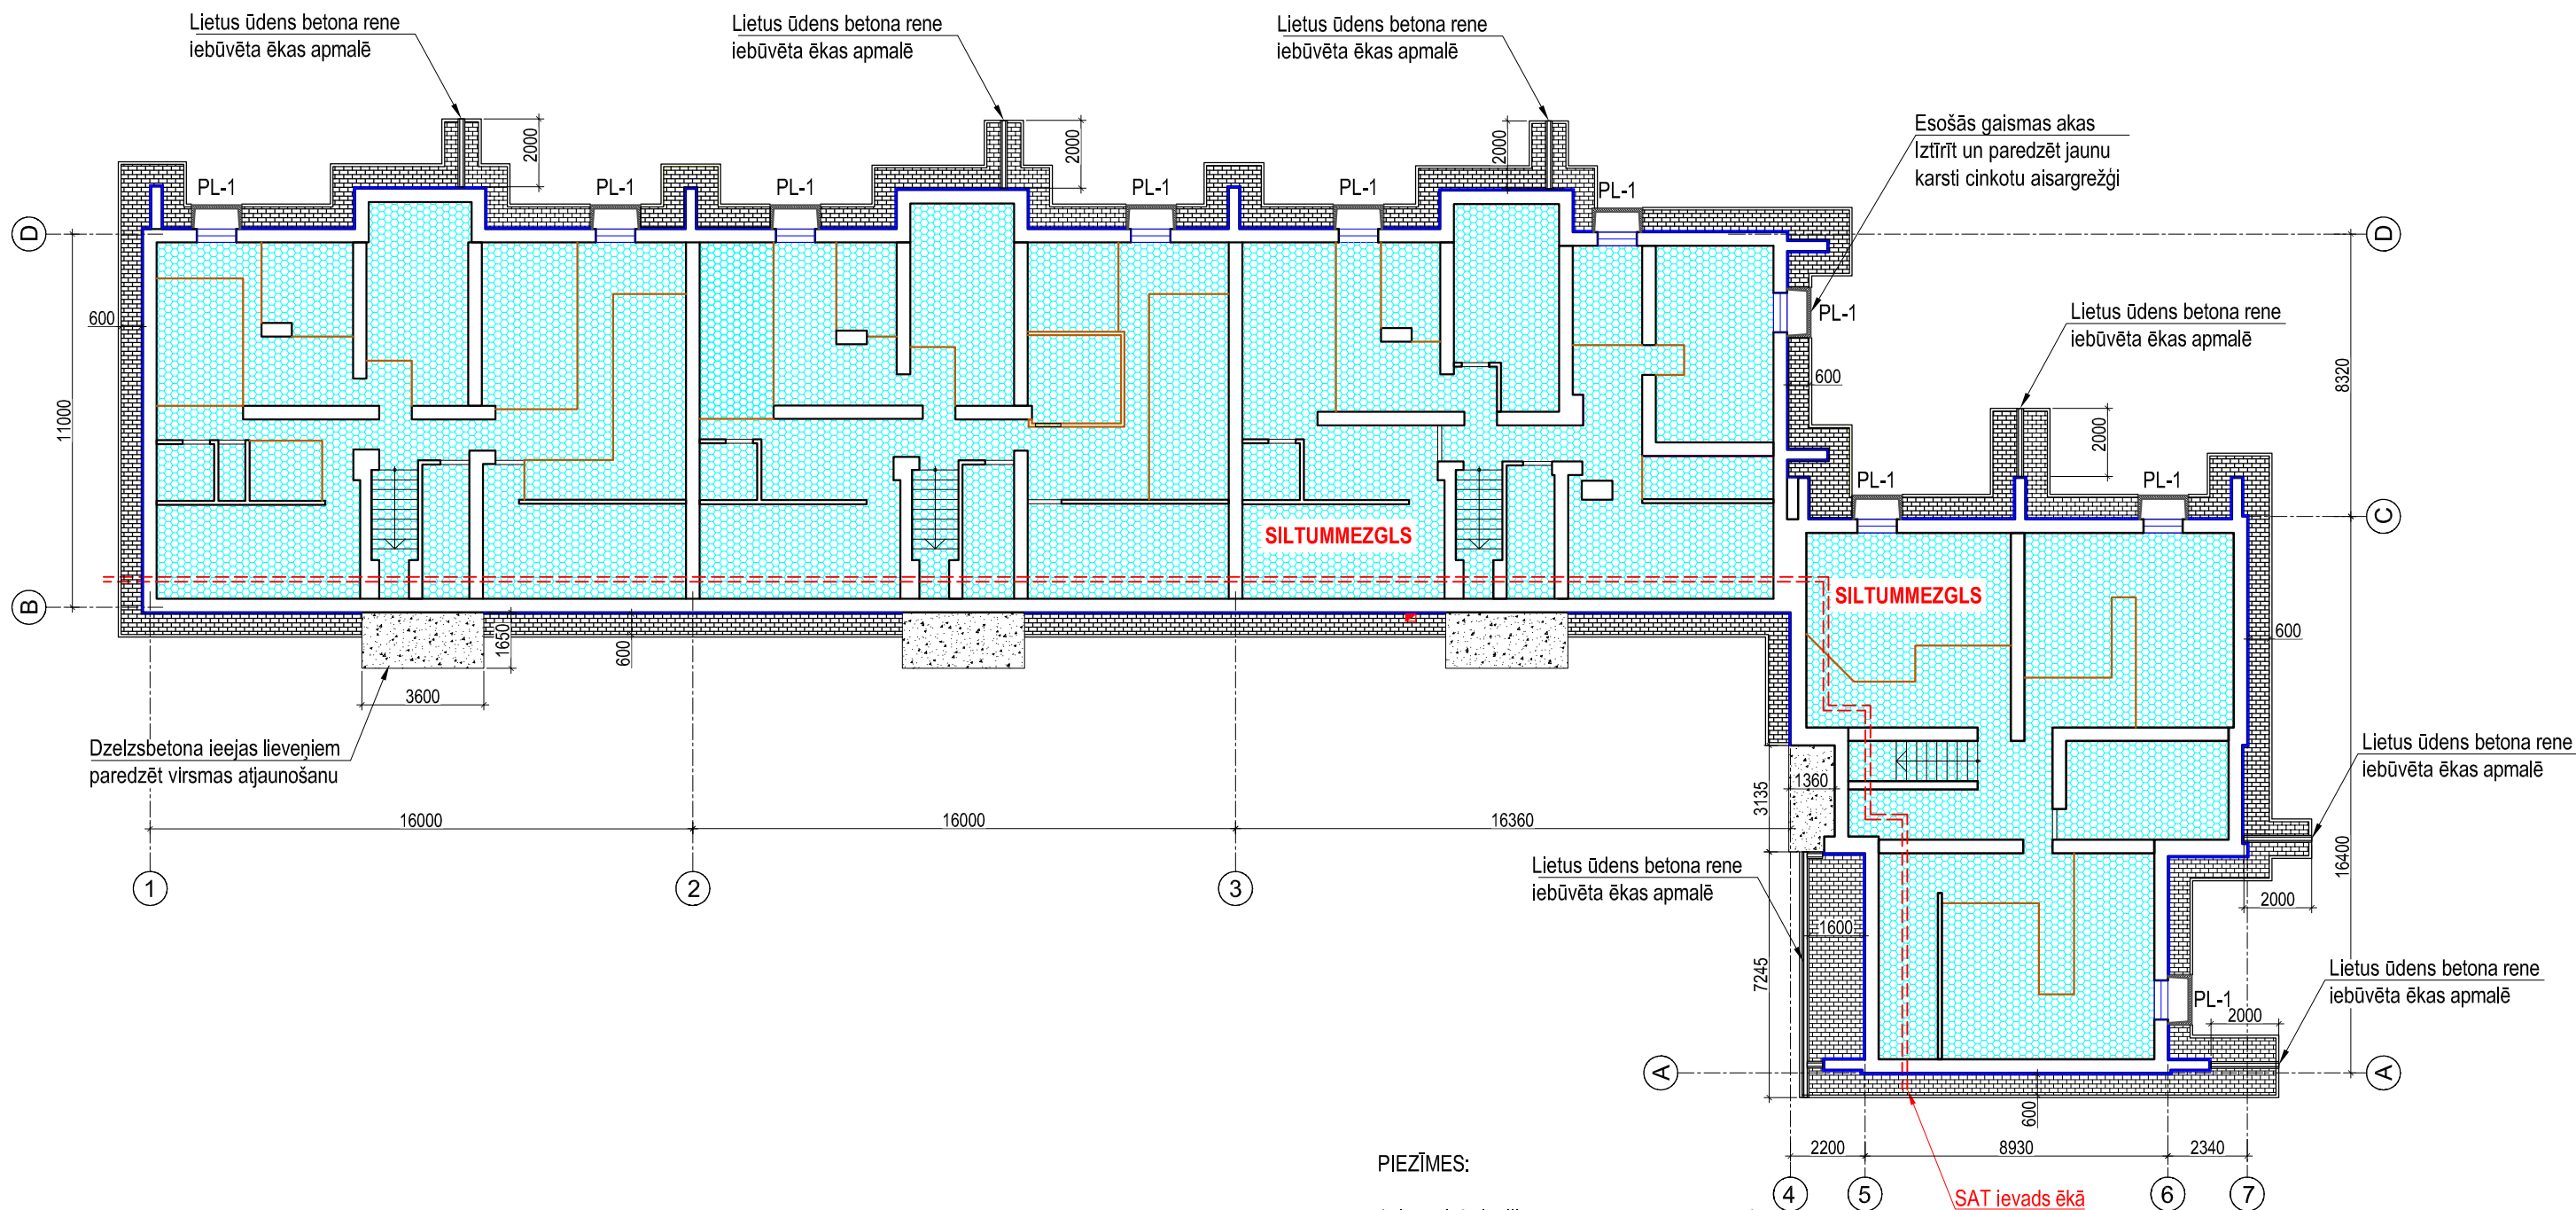 Lietus ūdens betona rene
iebūvēta ēkas apmalē
Lietus ūdens betona rene
iebūvēta ēkas apmalē
Lietus ūdens betona rene
iebūvēta ēkas apmalē
Esošās gaismas akas
Iztīrīt un paredzēt jaunu
karsti cinkotu aisargrežģi
2000
2000
2000
PL-1
PL-1
PL-1
PL-1
PL-1
PL-1
D
D
600
PL-1
Lietus ūdens betona rene
iebūvēta ēkas apmalē
11000
600
8320
2000
PL-1
PL-1
SILTUMMEZGLS
C
B
SILTUMMEZGLS
1650
600
600
3600
Dzelzsbetona ieejas lieveņiem
paredzēt virsmas atjaunošanu
Lietus ūdens betona rene
iebūvēta ēkas apmalē
1360
3135
16000
16000
16360
16400
Lietus ūdens betona rene
iebūvēta ēkas apmalē
1
2
3
2000
1600
7245
Lietus ūdens betona rene
iebūvēta ēkas apmalē
PL-1
2000
A
A
600
2200
8930
2340
PIEZĪMES:
4
5
6
7
SAT ievads ēkā